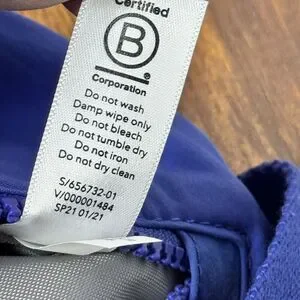 Certified
B
Corporation
Do not wash
Damp wipe only
Do not bleach
Do not tumble dry
Do not iron
Do not dry clean
S/656732-01
V/000001484
SP21 01/21